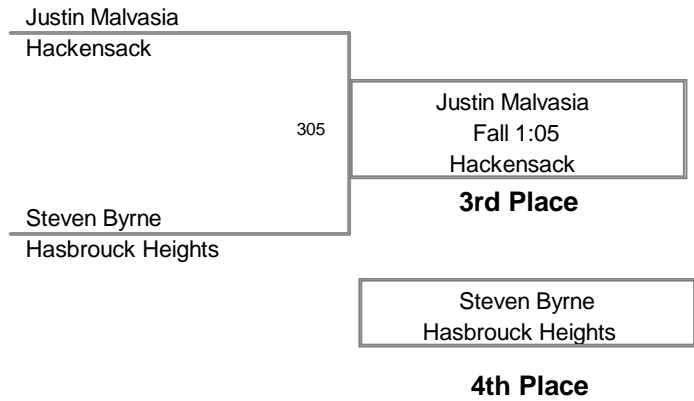 Justin Malvasia
Hackensack
305
Justin Malvasia
Fall 1:05
Hackensack
3rd Place
Steven Byrne
Hasbrouck Heights
Steven Byrne
Hasbrouck Heights
4th Place